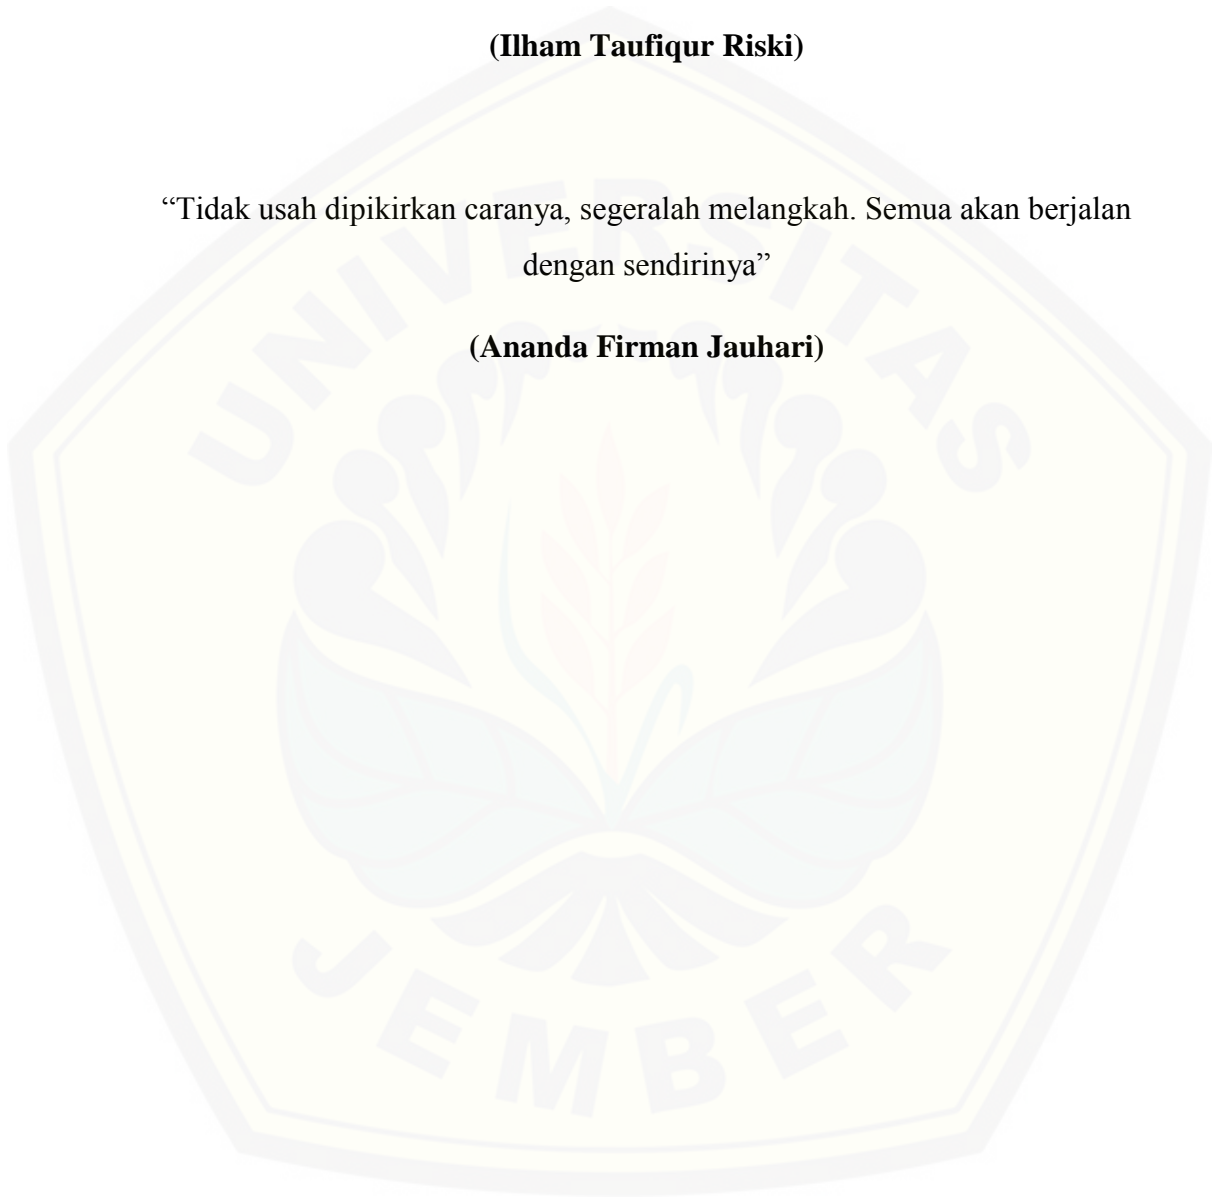 (Ilham Taufiqur Riski)
“Tidak usah dipikirkan caranya, segeralah melangkah. Semua akan berjalan
dengan sendirinya”
(Ananda Firman Jauhari)
UNIVERSITAS
JEMBER